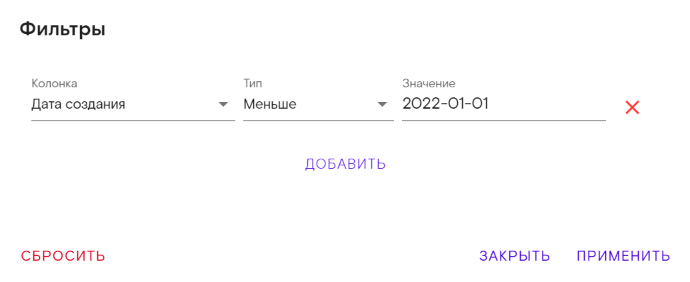 Фильтры
Колонка Тип Значение
Дата создания Меньше 2022-01-01
ДОБАВИТЬ
СБРОСИТЬ ЗАКРЫТЬ ПРИМЕНИТЬ